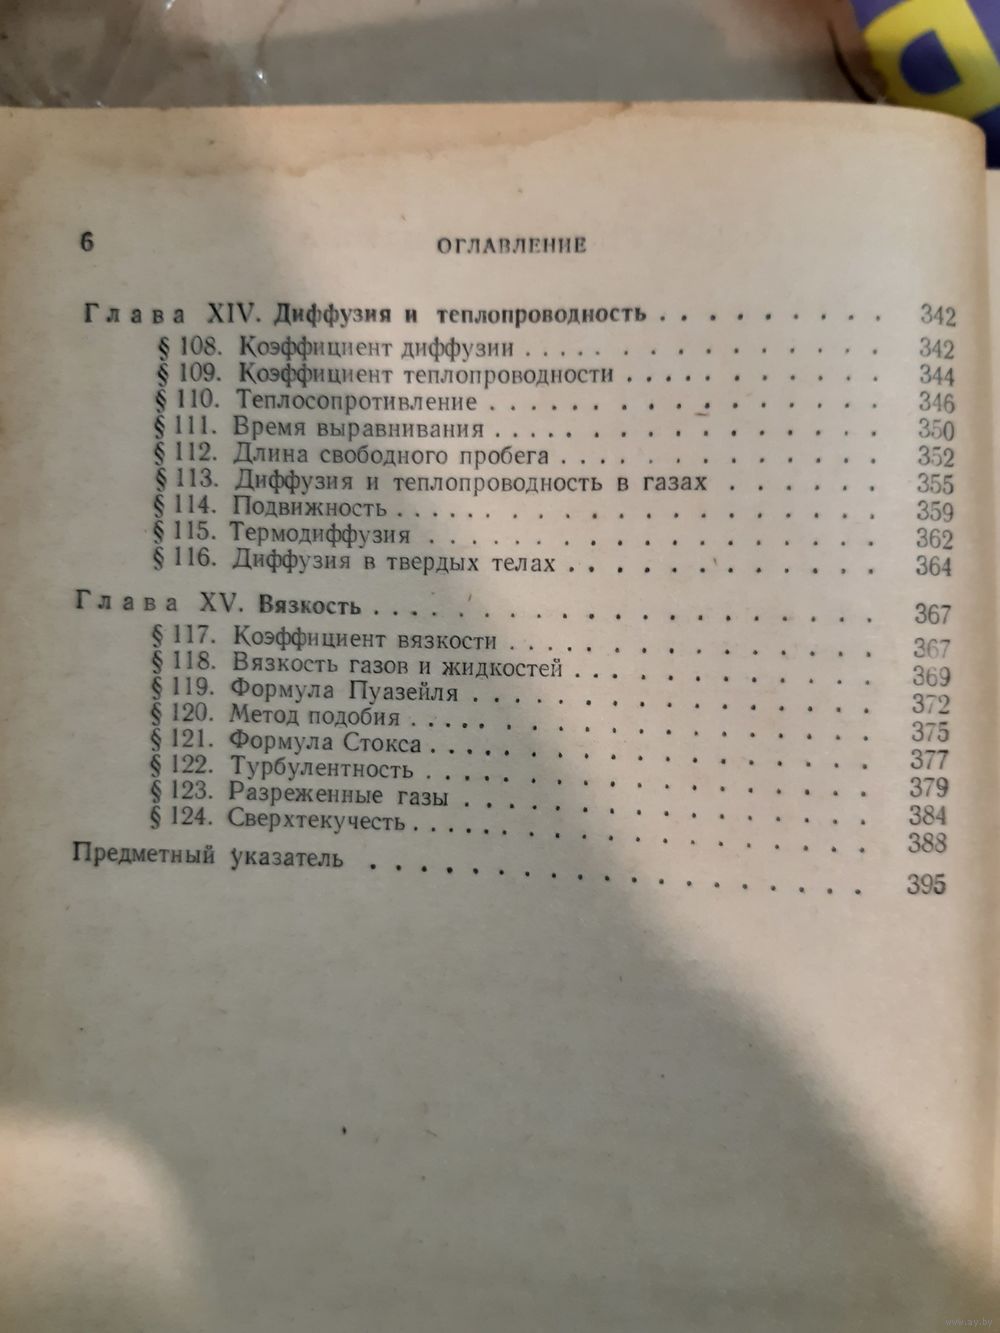 6 ОГЛАВЛЕНИЕ
Глава XIV. Диффузия и теплопроводность . . . . . . . . . . 342
§ 108. Коэффициент диффузии . . . . . . . . . . . . . . . . 342
§ 109. Коэффициент теплопроводности . . . . . . . . . . . 344
§ 110. Теплосопротивление . . . . . . . . . . . . . . . . . 346
§ 111. Время выравнивания . . . . . . . . . . . . . . . . . 350
§ 112. Длина свободного пробега . . . . . . . . . . . . . . 352
§ 113. Диффузия и теплопроводность в газах . . . . . . 355
§ 114. Подвижность . . . . . . . . . . . . . . . . . . . . . 359
§ 115. Термодиффузия . . . . . . . . . . . . . . . . . . . 362
§ 116. Диффузия в твердых телах . . . . . . . . . . . . . 364
Глава XV. Вязкость . . . . . . . . . . . . . . . . . . . . . 367
§ 117. Коэффициент вязкости . . . . . . . . . . . . . . . 367
§ 118. Вязкость газов и жидкостей . . . . . . . . . . . . 369
§ 119. Формула Пуазейля . . . . . . . . . . . . . . . . . 372
§ 120. Метод подобия . . . . . . . . . . . . . . . . . . . 375
§ 121. Формула Стокса . . . . . . . . . . . . . . . . . . . 377
§ 122. Турбулентность . . . . . . . . . . . . . . . . . . . 379
§ 123. Разреженные газы . . . . . . . . . . . . . . . . . 384
§ 124. Сверхтекучесть . . . . . . . . . . . . . . . . . . . 388
Предметный указатель . . . . . . . . . . . . . . . . . . . . 395
www.ay.by